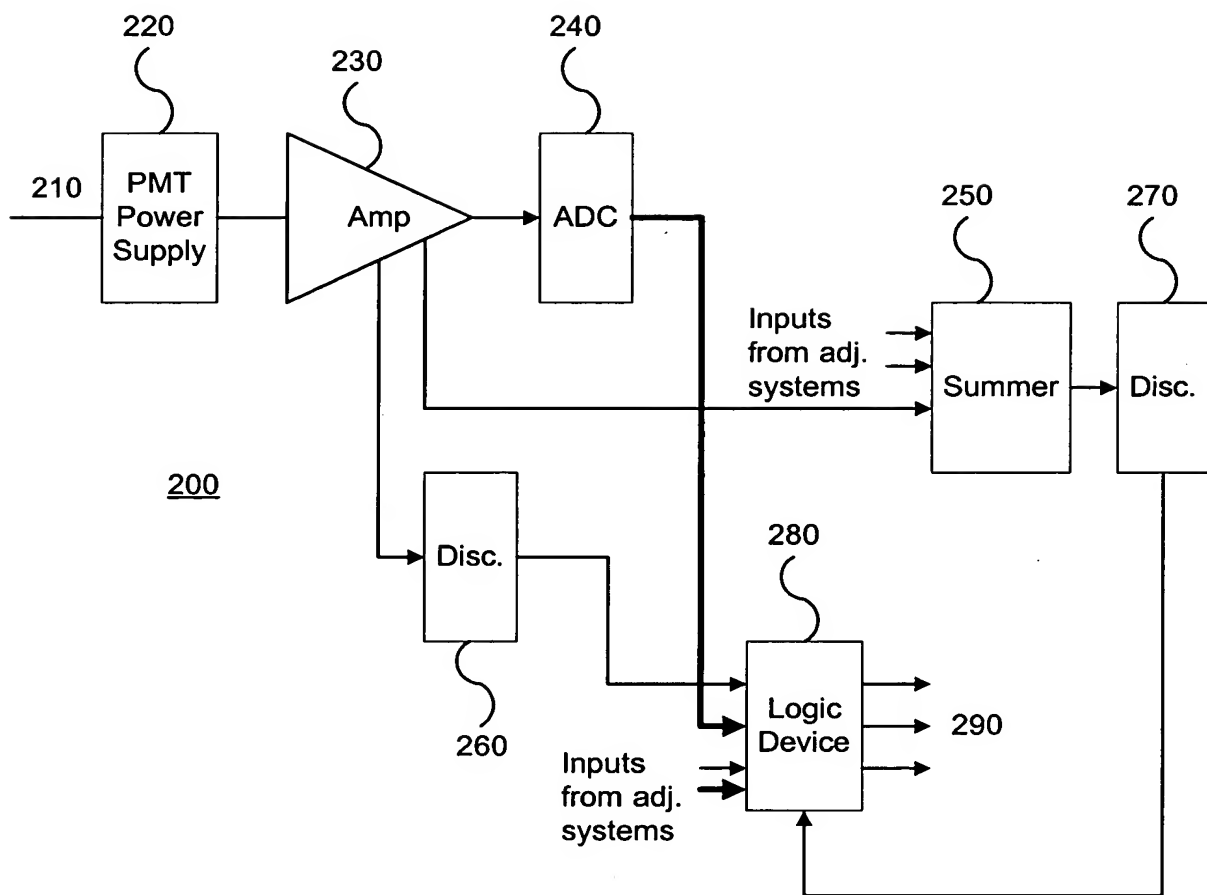 220
230
240
210
PMT
Power
Supply
Amp
ADC
250
270
Inputs
from adj.
systems
Summer
Disc.
200
Disc.
280
260
Logic
Device
290
Inputs
from adj.
systems